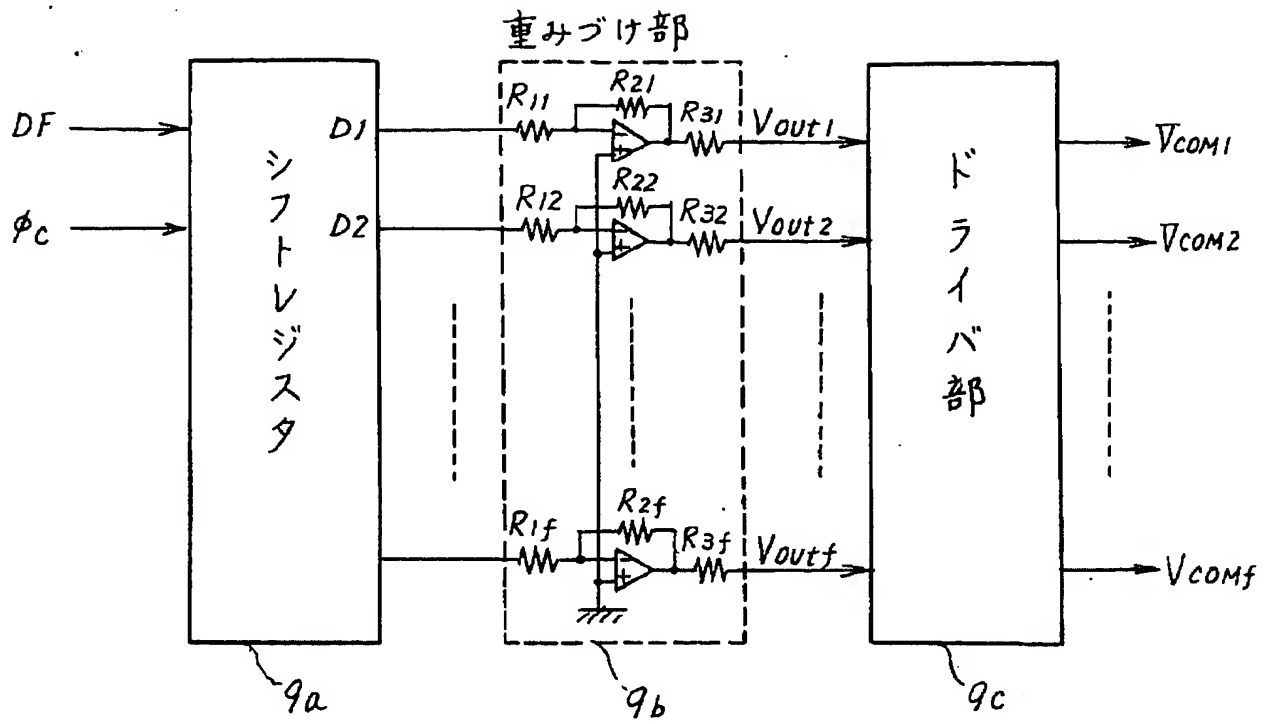 重みづけ部
DF
φc
シフトレジスタ
D1
D2
R11
R21
R31
Vout1
R12
R22
R32
Vout2
R1f
R2f
R3f
Voutf
ドライバ部
VCOM1
VCOM2
VCOMf
9a
9b
9c